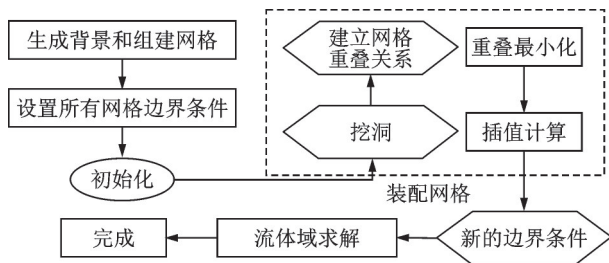 生成背景和组建网格
设置所有网格边界条件
初始化
建立网格
重叠关系
挖洞
重叠最小化
插值计算
装配网格
新的边界条件
流体域求解
完成